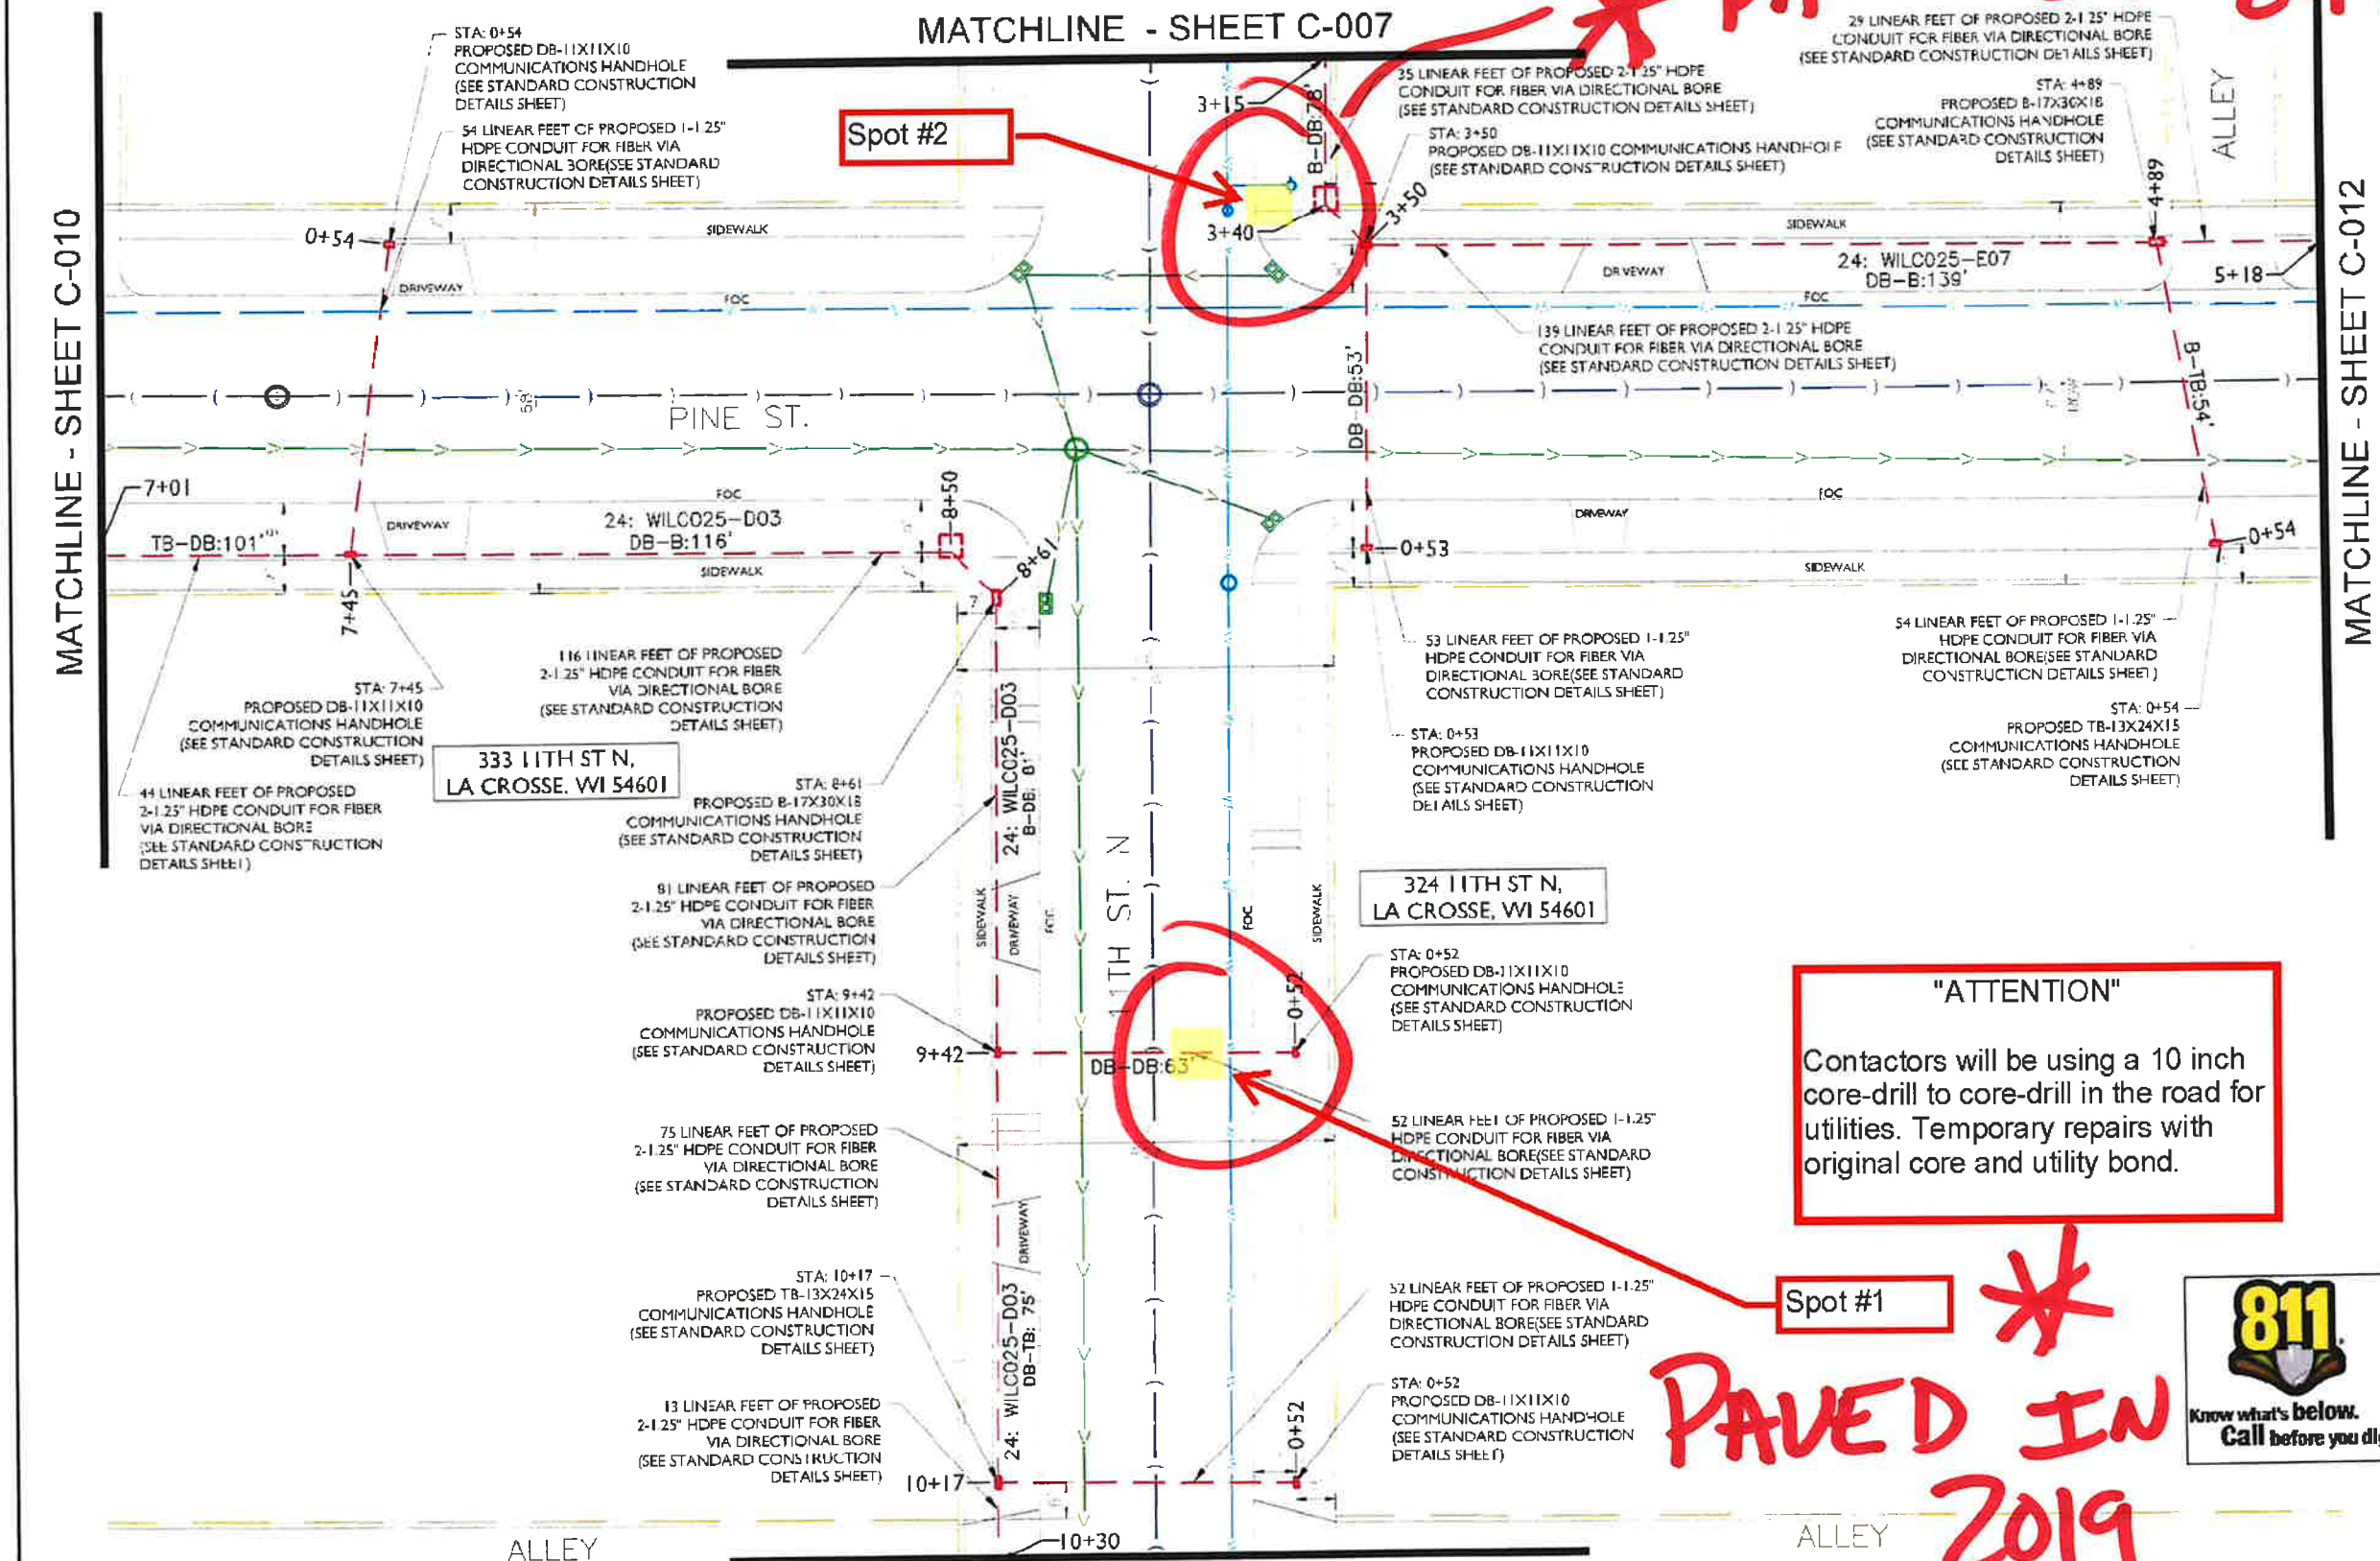 MATCHLINE - SHEET C-007
STA: 0+54
PROPOSED DB-11X11X10
COMMUNICATIONS HANDHOLE
(SEE STANDARD CONSTRUCTION
DETAILS SHEET)
54 LINEAR FEET OF PROPOSED 1-1.25"
HDPE CONDUIT FOR FIBER VIA
DIRECTIONAL BORE(SEE STANDARD
CONSTRUCTION DETAILS SHEET)
Spot #2
3+15
B-DB:78'
3+40
3+50
35 LINEAR FEET OF PROPOSED 2-1.25" HDPE
CONDUIT FOR FIBER VIA DIRECTIONAL BORE
(SEE STANDARD CONSTRUCTION DETAILS SHEET)
STA: 3+50
PROPOSED DB-11X11X10 COMMUNICATIONS HANDHOLE
(SEE STANDARD CONSTRUCTION DETAILS SHEET)
29 LINEAR FEET OF PROPOSED 2-1.25" HDPE
CONDUIT FOR FIBER VIA DIRECTIONAL BORE
(SEE STANDARD CONSTRUCTION DETAILS SHEET)
STA: 4+89
PROPOSED B-17X30X18
COMMUNICATIONS HANDHOLE
(SEE STANDARD CONSTRUCTION
DETAILS SHEET)
ALLEY
4+89
MATCHLINE - SHEET C-010
MATCHLINE - SHEET C-012
0+54
SIDEWALK
DRIVEWAY
FOC
SIDEWALK
DRIVEWAY
24: WILC025-E07
DB-B:139'
5+18
FOC
139 LINEAR FEET OF PROPOSED 2-1.25" HDPE
CONDUIT FOR FIBER VIA DIRECTIONAL BORE
(SEE STANDARD CONSTRUCTION DETAILS SHEET)
DB-DB:53'
B-TB:54'
PINE ST.
7+01
FOC
8+50
FOC
TB-DB:101'
DRIVEWAY
24: WILC025-D03
DB-B:116'
SIDEWALK
8+61
DRIVEWAY
0+53
SIDEWALK
0+54
7+45
STA: 7+45
PROPOSED DB-11X11X10
COMMUNICATIONS HANDHOLE
(SEE STANDARD CONSTRUCTION
DETAILS SHEET)
116 LINEAR FEET OF PROPOSED
2-1.25" HDPE CONDUIT FOR FIBER
VIA DIRECTIONAL BORE
(SEE STANDARD CONSTRUCTION
DETAILS SHEET)
333 11TH ST N,
LA CROSSE, WI 54601
44 LINEAR FEET OF PROPOSED
2-1.25" HDPE CONDUIT FOR FIBER
VIA DIRECTIONAL BORE
(SEE STANDARD CONSTRUCTION
DETAILS SHEET)
STA: 8+61
PROPOSED B-17X30X18
COMMUNICATIONS HANDHOLE
(SEE STANDARD CONSTRUCTION
DETAILS SHEET)
24: WILC025-D03
B-DB: 81'
53 LINEAR FEET OF PROPOSED 1-1.25"
HDPE CONDUIT FOR FIBER VIA
DIRECTIONAL BORE(SEE STANDARD
CONSTRUCTION DETAILS SHEET)
STA: 0+53
PROPOSED DB-11X11X10
COMMUNICATIONS HANDHOLE
(SEE STANDARD CONSTRUCTION
DETAILS SHEET)
54 LINEAR FEET OF PROPOSED 1-1.25"
HDPE CONDUIT FOR FIBER VIA
DIRECTIONAL BORE(SEE STANDARD
CONSTRUCTION DETAILS SHEET)
STA: 0+54
PROPOSED TB-13X24X15
COMMUNICATIONS HANDHOLE
(SEE STANDARD CONSTRUCTION
DETAILS SHEET)
81 LINEAR FEET OF PROPOSED
2-1.25" HDPE CONDUIT FOR FIBER
VIA DIRECTIONAL BORE
(SEE STANDARD CONSTRUCTION
DETAILS SHEET)
SIDEWALK
DRIVEWAY
FOC
11TH ST. N
FOC
SIDEWALK
324 11TH ST N,
LA CROSSE, WI 54601
STA: 9+42
PROPOSED DB-11X11X10
COMMUNICATIONS HANDHOLE
(SEE STANDARD CONSTRUCTION
DETAILS SHEET)
9+42
DB-DB:63'
0+52
STA: 0+52
PROPOSED DB-11X11X10
COMMUNICATIONS HANDHOLE
(SEE STANDARD CONSTRUCTION
DETAILS SHEET)
"ATTENTION"
Contactors will be using a 10 inch
core-drill to core-drill in the road for
utilities. Temporary repairs with
original core and utility bond.
75 LINEAR FEET OF PROPOSED
2-1.25" HDPE CONDUIT FOR FIBER
VIA DIRECTIONAL BORE
(SEE STANDARD CONSTRUCTION
DETAILS SHEET)
52 LINEAR FEET OF PROPOSED 1-1.25"
HDPE CONDUIT FOR FIBER VIA
DIRECTIONAL BORE(SEE STANDARD
CONSTRUCTION DETAILS SHEET)
DRIVEWAY
24: WILC025-D03
DB-TB: 75'
STA: 10+17
PROPOSED TB-13X24X15
COMMUNICATIONS HANDHOLE
(SEE STANDARD CONSTRUCTION
DETAILS SHEET)
52 LINEAR FEET OF PROPOSED 1-1.25"
HDPE CONDUIT FOR FIBER VIA
DIRECTIONAL BORE(SEE STANDARD
CONSTRUCTION DETAILS SHEET)
Spot #1
811
Know what's below.
Call before you dig
13 LINEAR FEET OF PROPOSED
2-1.25" HDPE CONDUIT FOR FIBER
VIA DIRECTIONAL BORE
(SEE STANDARD CONSTRUCTION
DETAILS SHEET)
STA: 0+52
PROPOSED DB-11X11X10
COMMUNICATIONS HANDHOLE
(SEE STANDARD CONSTRUCTION
DETAILS SHEET)
0+52
10+17
10+30
PAVED IN
2019
ALLEY
ALLEY